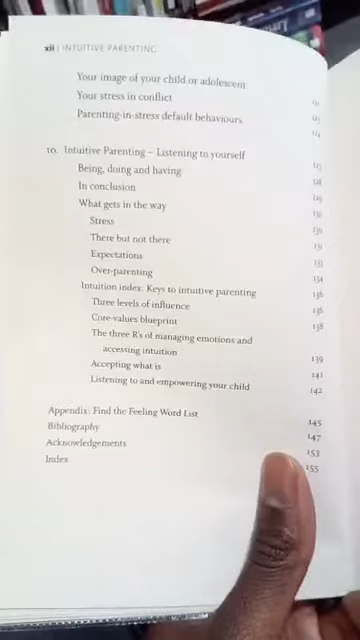 xii | INTUITIVE PARENTING
Your image of your child or adolescent
Your stress in conflict
Parenting-in-stress default behaviours
10. Intuitive Parenting – Listening to yourself
Being, doing and having
In conclusion
What gets in the way
Stress
There but not there
Expectations
Over-parenting 134
Intuition index: Keys to intuitive parenting 136
Three levels of influence 136
Core-values blueprint 138
The three R's of managing emotions and
accessing intuition 139
Accepting what is 141
Listening to and empowering your child 142
Appendix: Find the Feeling Word List 145
Bibliography 147
Acknowledgements 153
Index 155